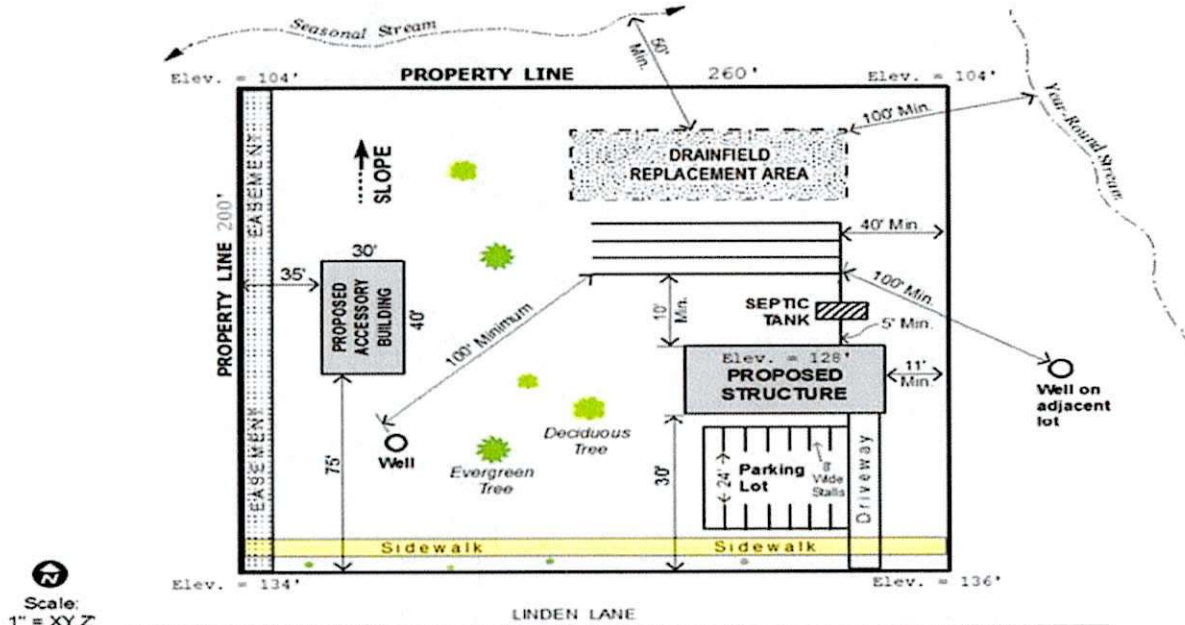 Seasonal Stream
50' Min.
Elev. = 104'
PROPERTY LINE
260'
Elev. = 104'
100' Min.
Year-Round Stream
EASEMENT
SLOPE
DRAINFIELD
REPLACEMENT AREA
PROPERTY LINE 200'
30'
35'
PROPOSED
ACCESSORY
BUILDING
40'
40' Min.
100' Minimum
10'
Min.
SEPTIC
TANK
100' Min.
5' Min.
Elev. = 128'
PROPOSED
STRUCTURE
11'
Min.
Well on
adjacent
lot
EASEMENT
75'
Well
Deciduous
Tree
Evergreen
Tree
30'
24'
Parking
Lot
8'
Wide
Stalls
Driveway
Sidewalk
Sidewalk
N
Elev. = 134'
Elev. = 136'
Scale:
1" = XY Z'
LINDEN LANE